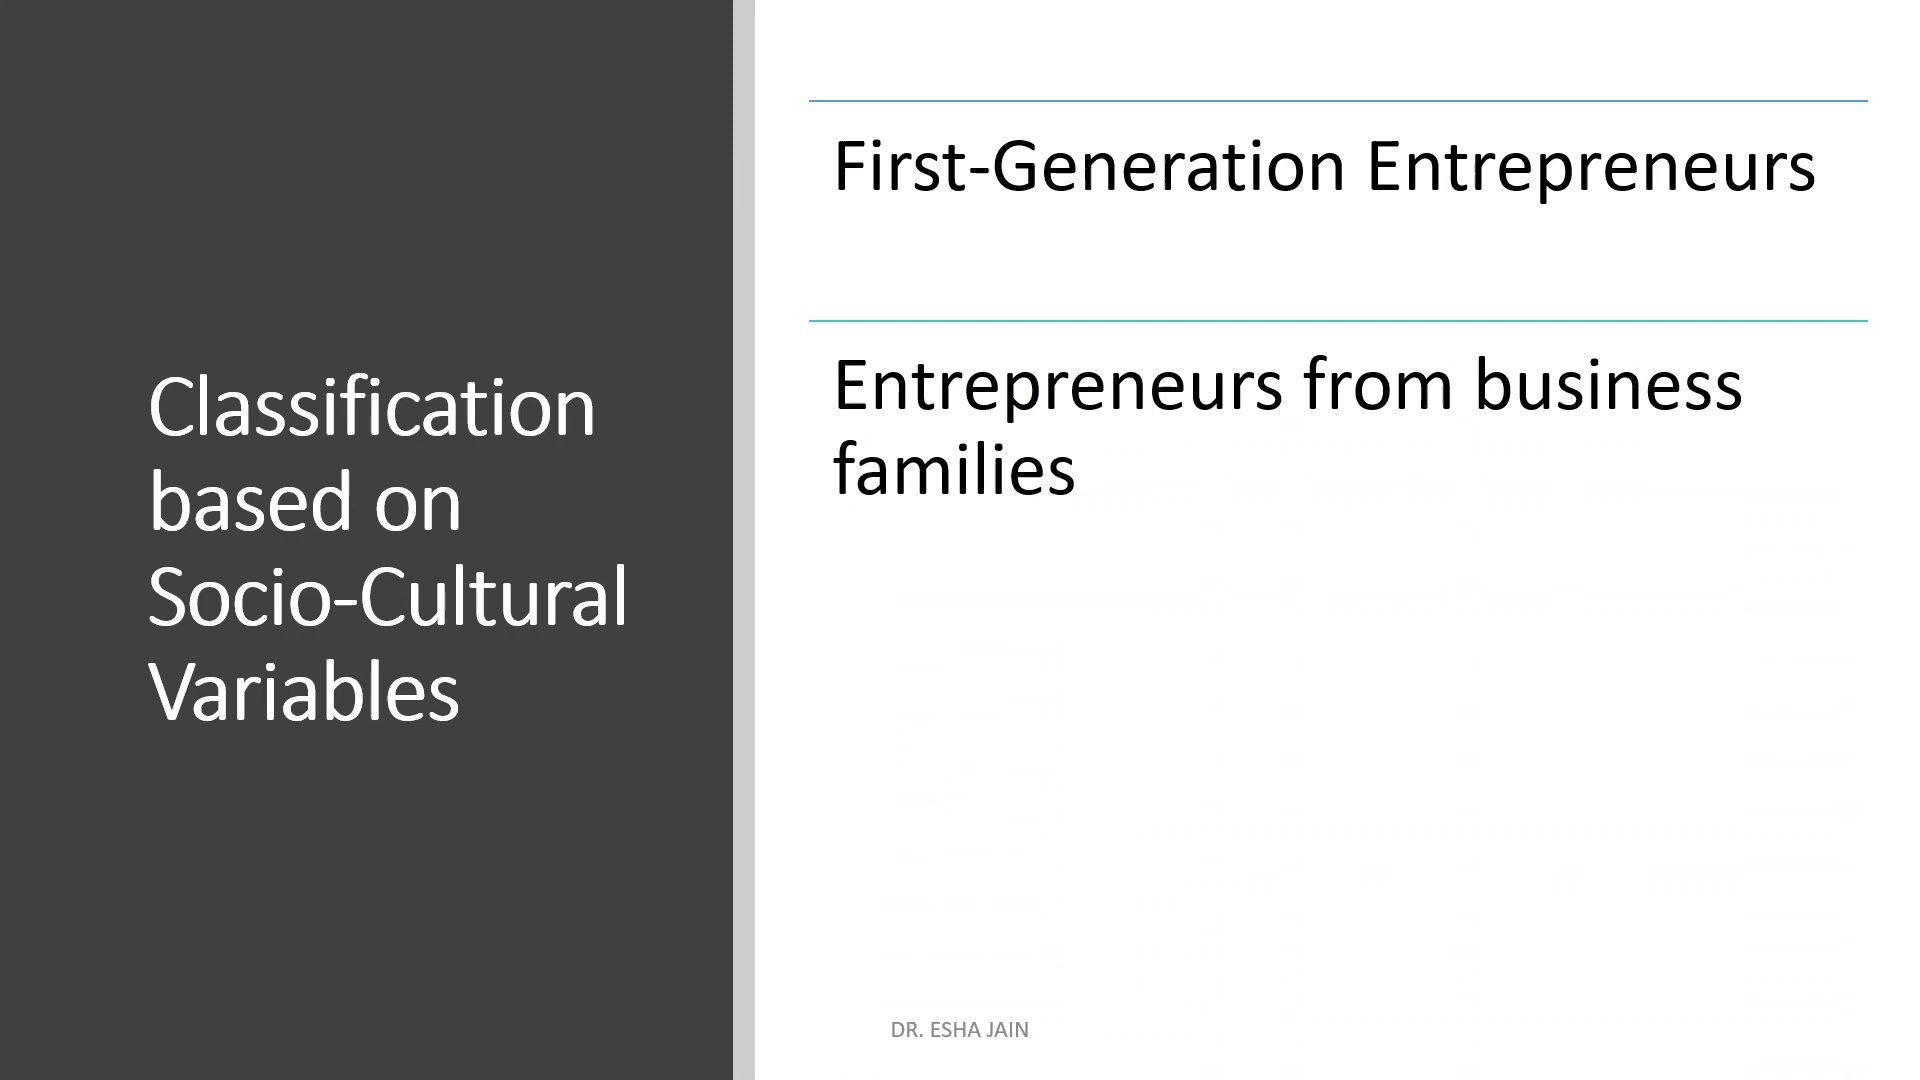 Classification
based on
Socio-Cultural
Variables
First-Generation Entrepreneurs
Entrepreneurs from business
families
DR. ESHA JAIN